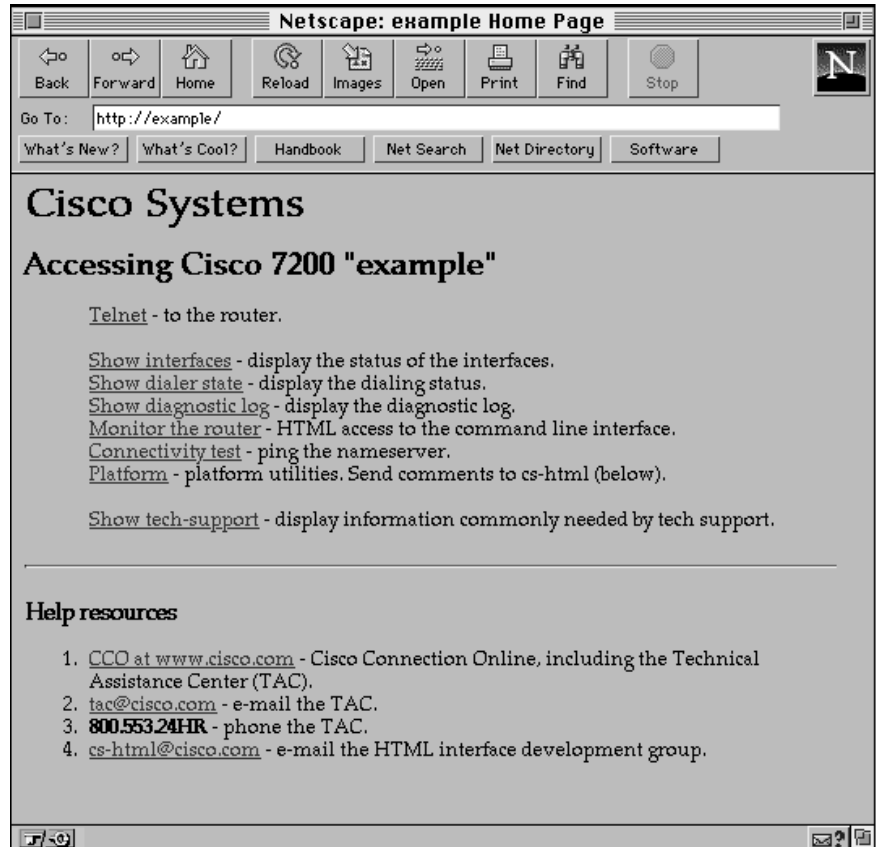 Netscape: example Home Page
Back Forward Home Reload Images Open Print Find Stop N
Go To: http://example/
What's New? What's Cool? Handbook Net Search Net Directory Software
Cisco Systems
Accessing Cisco 7200 "example"
Telnet - to the router.
Show interfaces - display the status of the interfaces.
Show dialer state - display the dialing status.
Show diagnostic log - display the diagnostic log.
Monitor the router - HTML access to the command line interface.
Connectivity test - ping the nameserver.
Platform - platform utilities. Send comments to cs-html (below).
Show tech-support - display information commonly needed by tech support.
Help resources
1. CCO at www.cisco.com - Cisco Connection Online, including the Technical
Assistance Center (TAC).
2. tac@cisco.com - e-mail the TAC.
3. 800.553.24HR - phone the TAC.
4. cs-html@cisco.com - e-mail the HTML interface development group.
?